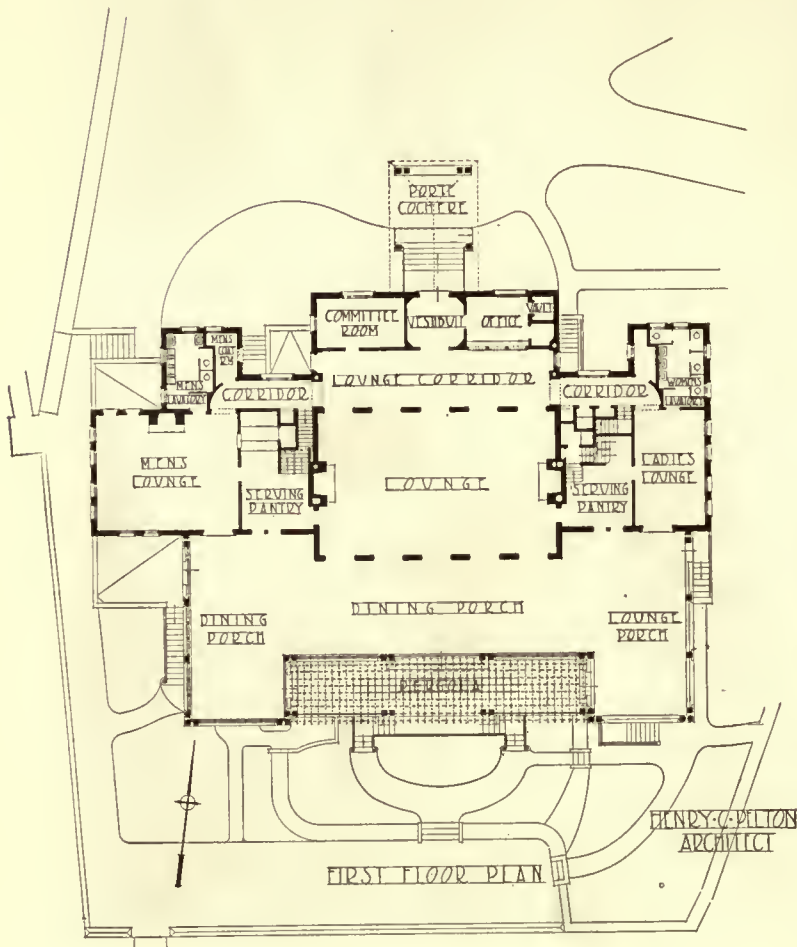 PORTE
COCHERE
COMMITTEE
ROOM
VESTIBULE
OFFICE
VAULT
MENS
MENS
LAVATORY
CORRIDOR
LOUNGE CORRIDOR
CORRIDOR
WOMENS
LAVATORY
MENS
LOUNGE
SERVING
PANTRY
LOUNGE
SERVING
PANTRY
LADIES
LOUNGE
DINING
PORCH
DINING PORCH
LOUNGE
PORCH
PERGOLA
HENRY·C·PELTON
ARCHITECT
FIRST FLOOR PLAN